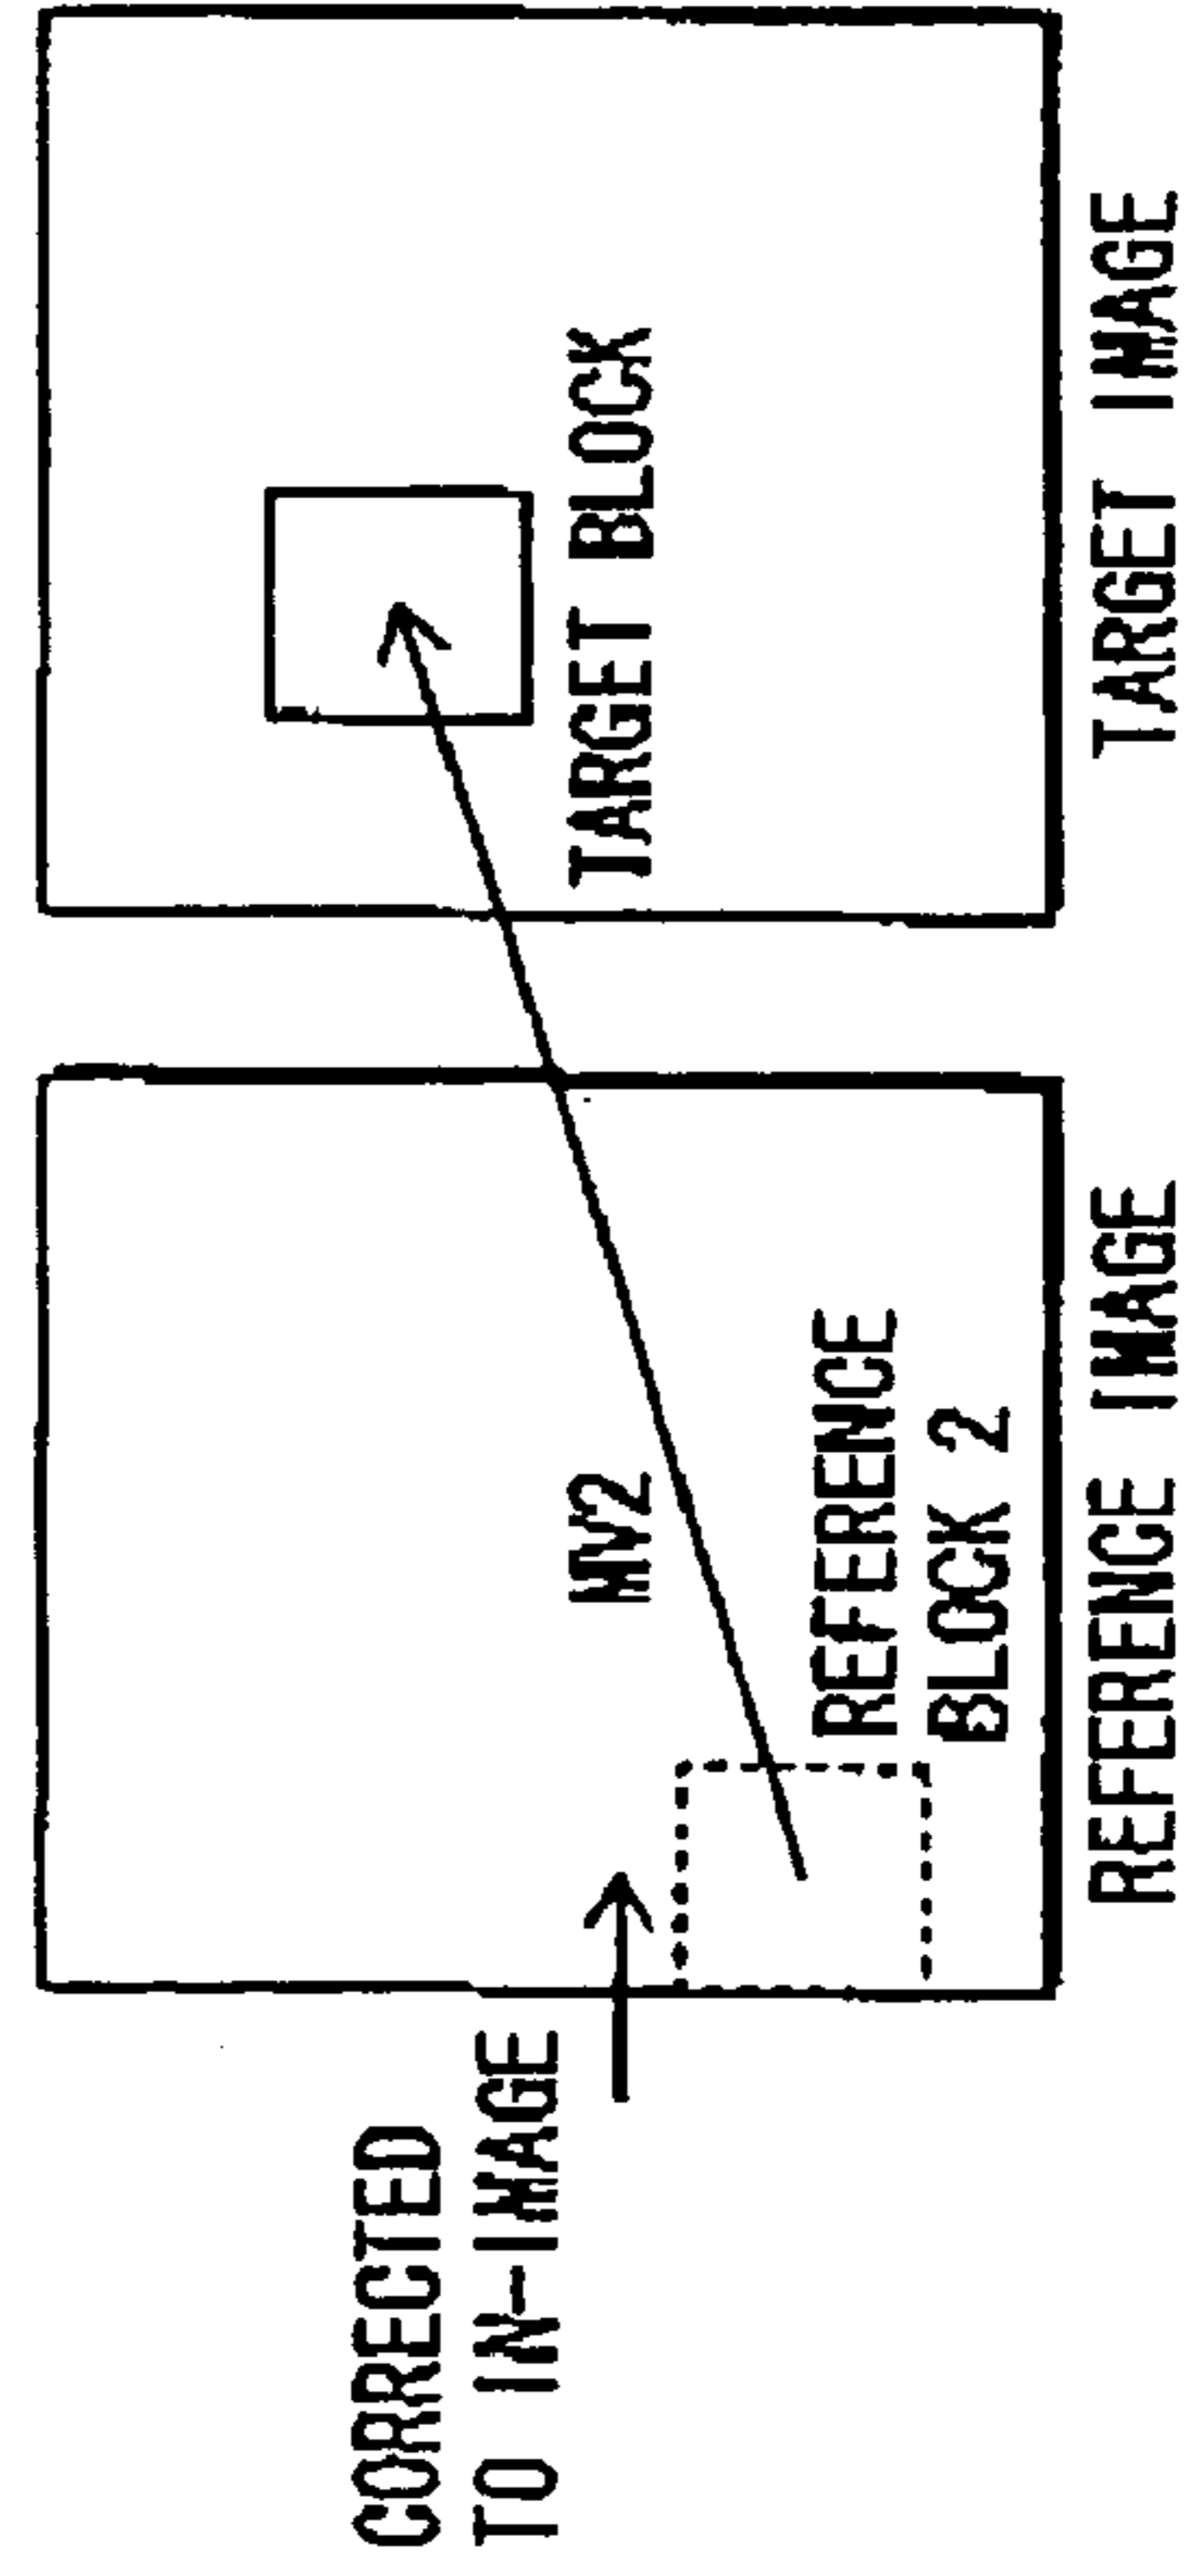 CORRECTED
TO IN-IMAGE
MV2
REFERENCE
BLOCK 2
REFERENCE IMAGE
TARGET BLOCK
TARGET IMAGE